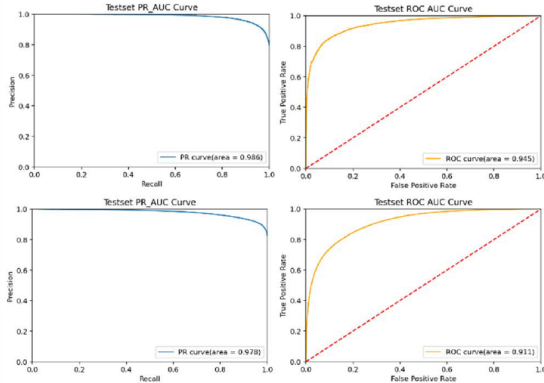 Testset PR_AUC Curve
1.0
0.8
0.6
0.4
0.2
0.0
Precision
PR curve(area = 0.986)
0.0 0.2 0.4 0.6 0.8 1.0
Recall
Testset ROC AUC Curve
1.0
0.8
0.6
0.4
0.2
0.0
True Positive Rate
ROC curve(area = 0.945)
0.0 0.2 0.4 0.6 0.8 1.0
False Positive Rate
Testset PR_AUC Curve
1.0
0.8
0.6
0.4
0.2
0.0
Precision
PR curve(area = 0.978)
0.0 0.2 0.4 0.6 0.8 1.0
Recall
Testset ROC AUC Curve
1.0
0.8
0.6
0.4
0.2
0.0
True Positive Rate
ROC curve(area = 0.911)
0.0 0.2 0.4 0.6 0.8 1.0
False Positive Rate